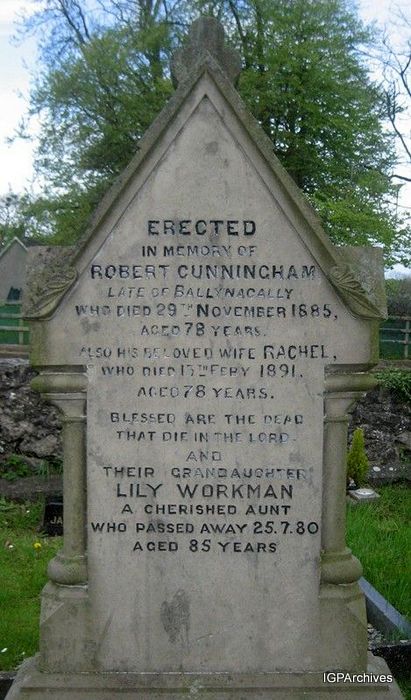 ERECTED
IN MEMORY OF
ROBERT CUNNINGHAM
LATE OF BALLYNAGALLY
WHO DIED 29TH NOVEMBER 1885,
AGED 78 YEARS.
ALSO HIS BELOVED WIFE RACHEL,
WHO DIED 15TH FEBY 1891,
AGED 78 YEARS.
BLESSED ARE THE DEAD
THAT DIE IN THE LORD
AND
THEIR GRANDAUGHTER
LILY WORKMAN
A CHERISHED AUNT
WHO PASSED AWAY 25.7.80
AGED 85 YEARS
JA
IGPArchives